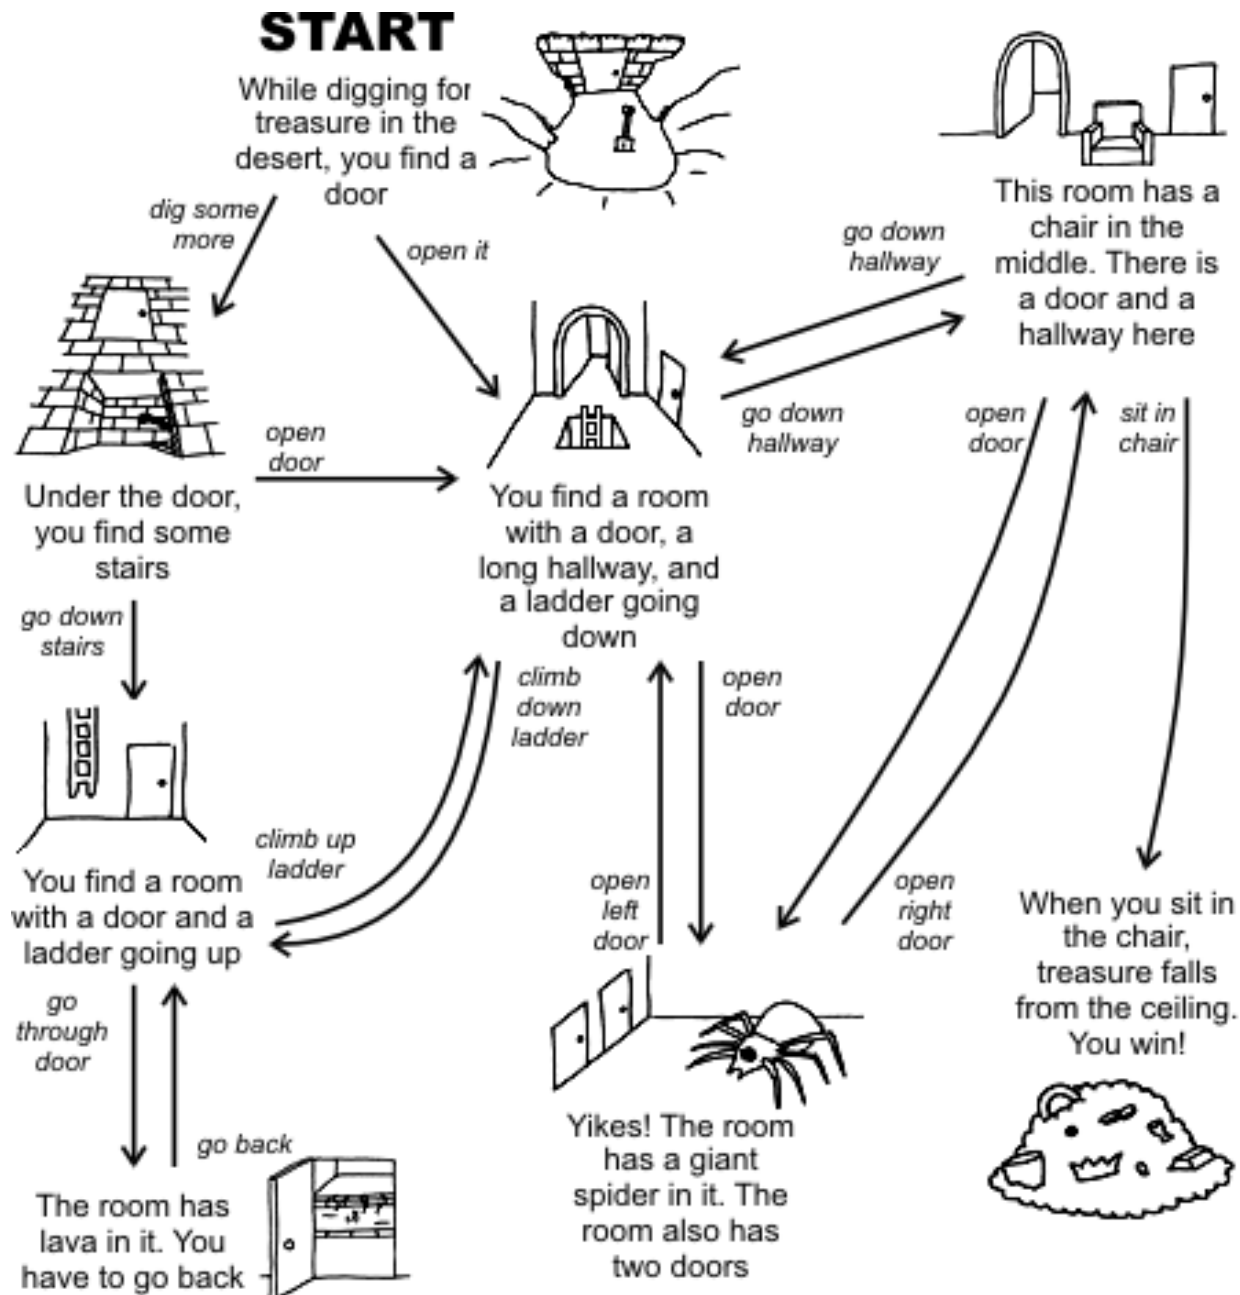 START
While digging for
treasure in the
desert, you find a
door
dig some
more
open it
Under the door,
you find some
stairs
open
door
You find a room
with a door, a
long hallway, and
a ladder going
down
go down
hallway
go down
hallway
This room has a
chair in the
middle. There is
a door and a
hallway here
open
door
sit in
chair
go down
stairs
climb
down
ladder
open
door
climb up
ladder
You find a room
with a door and a
ladder going up
open
left
door
open
right
door
When you sit in
the chair,
treasure falls
from the ceiling.
You win!
go
through
door
go back
The room has
lava in it. You
have to go back
Yikes! The room
has a giant
spider in it. The
room also has
two doors